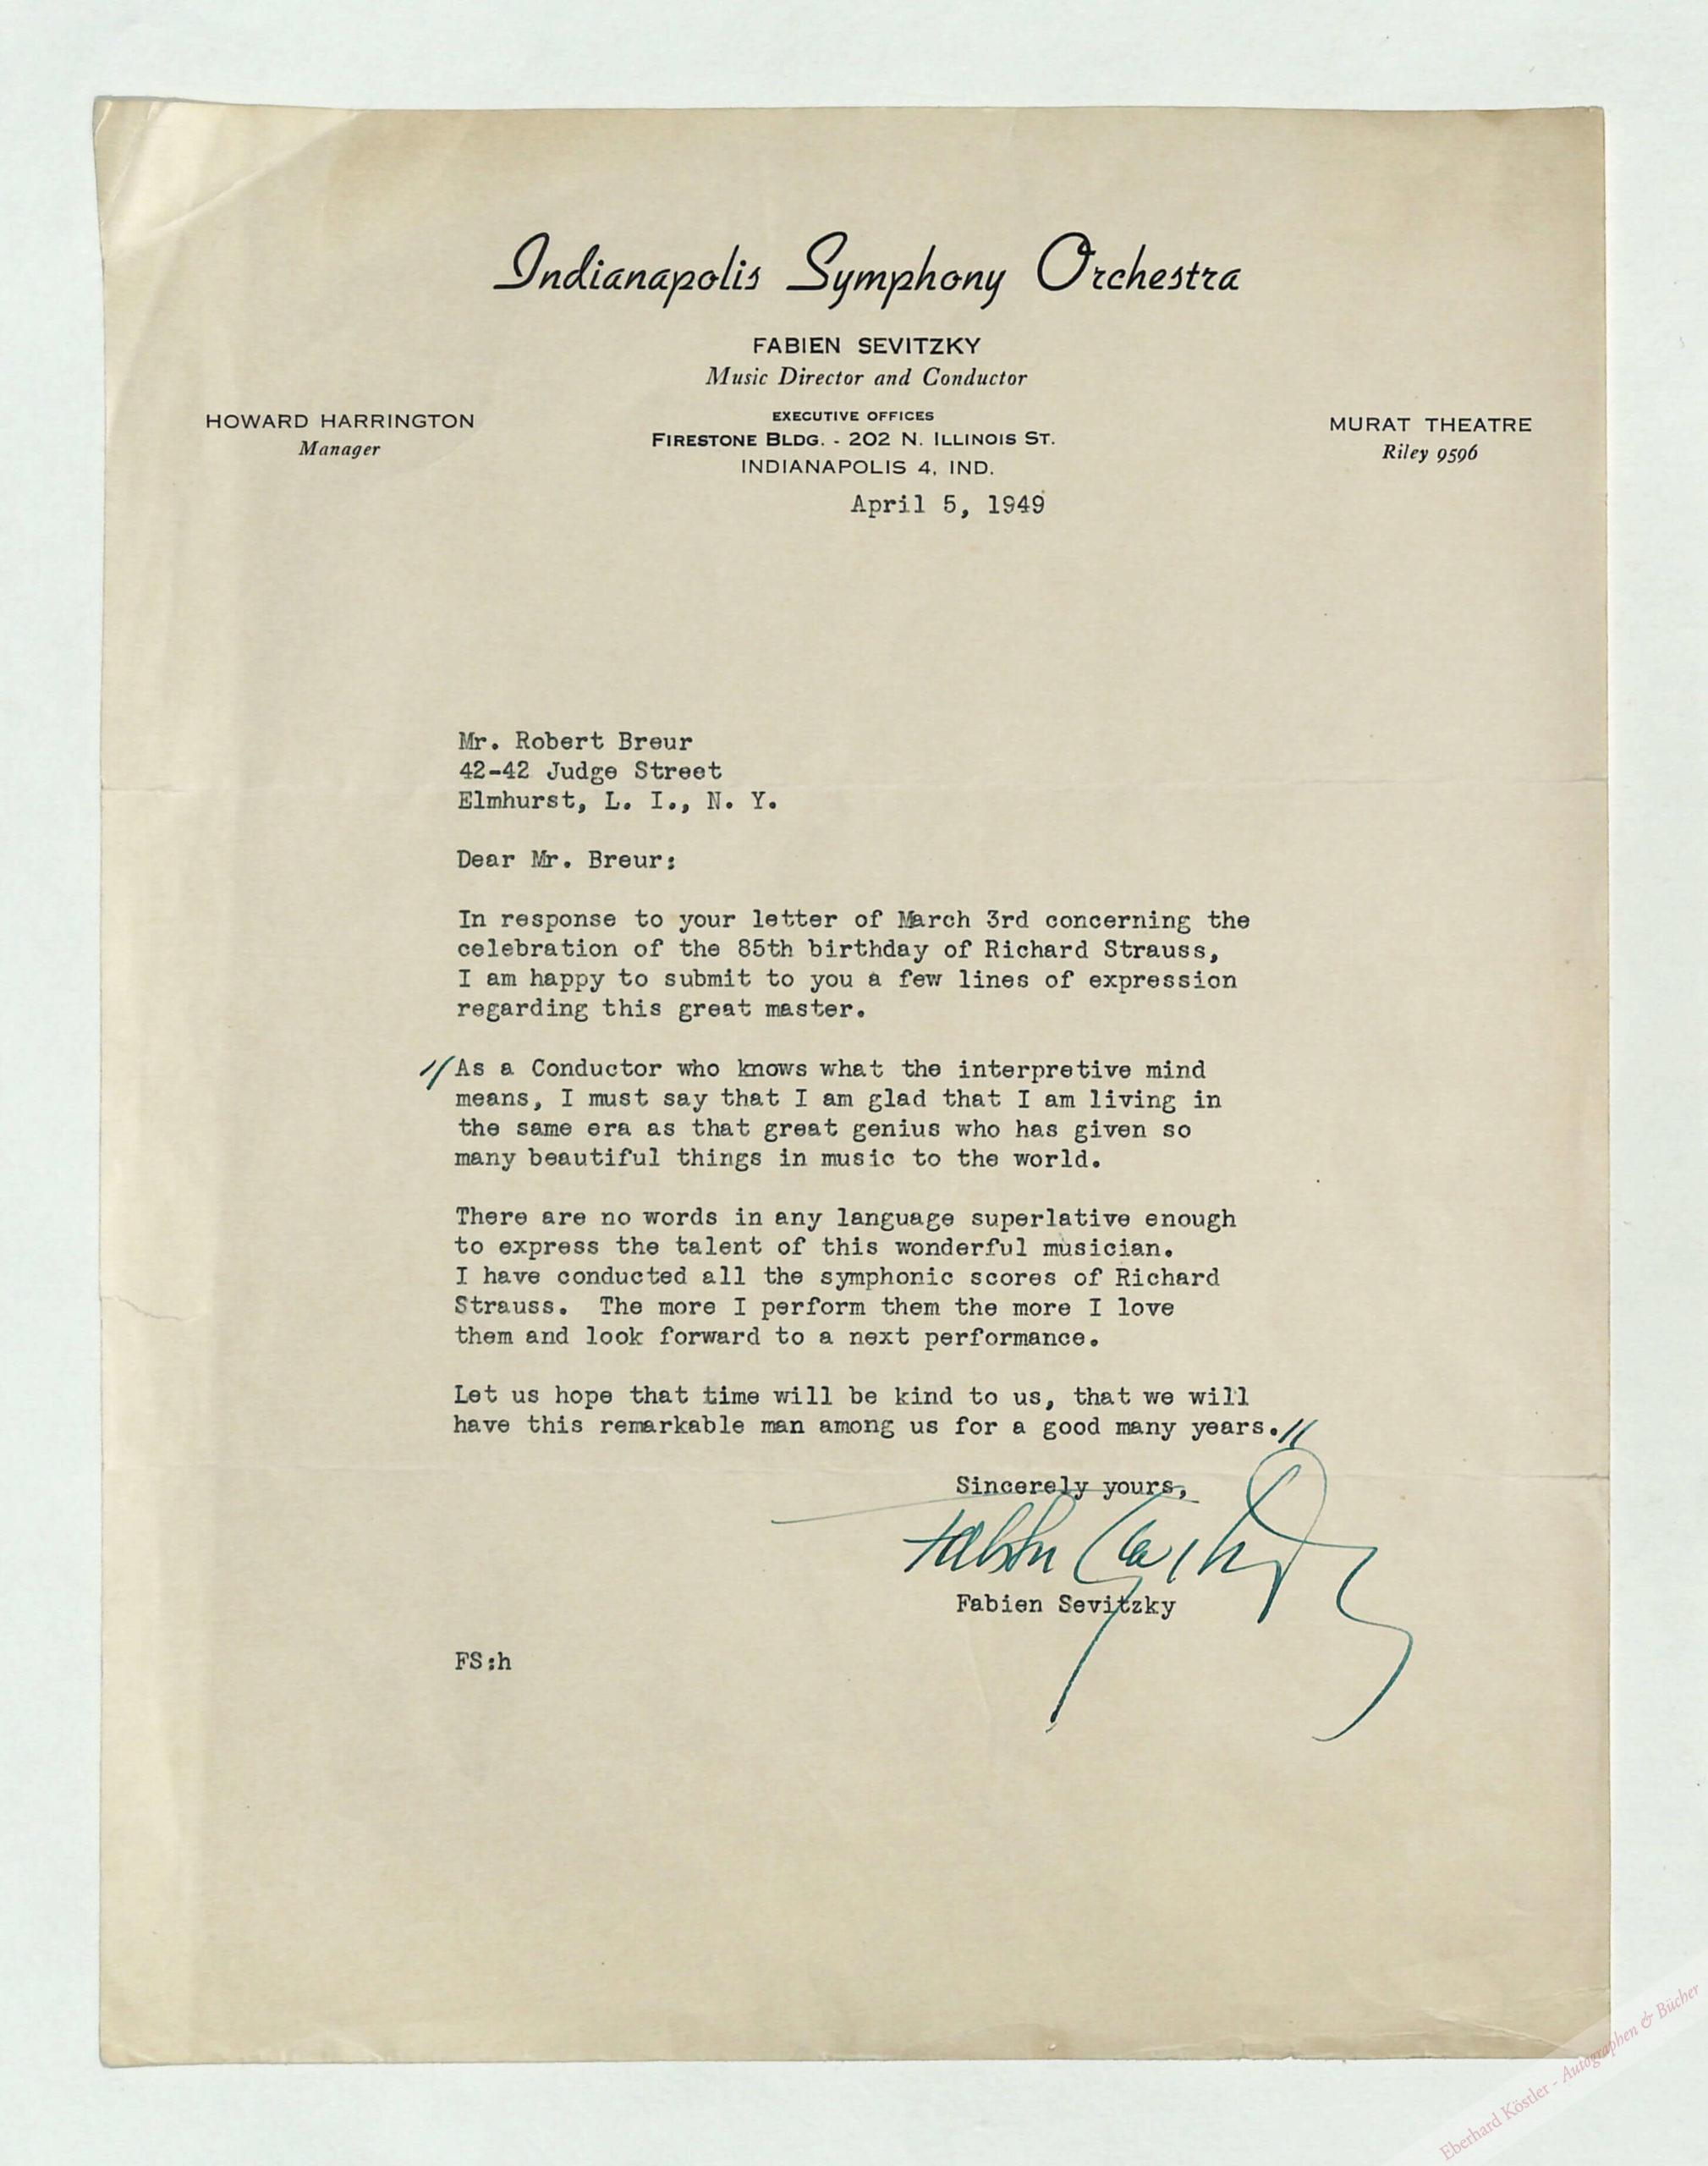 Indianapolis Symphony Orchestra
FABIEN SEVITZKY
Music Director and Conductor
HOWARD HARRINGTON
Manager
EXECUTIVE OFFICES
FIRESTONE BLDG. - 202 N. ILLINOIS ST.
INDIANAPOLIS 4, IND.
MURAT THEATRE
Riley 9596
April 5, 1949
Mr. Robert Breur
42-42 Judge Street
Elmhurst, L. I., N. Y.
Dear Mr. Breur:
In response to your letter of March 3rd concerning the
celebration of the 85th birthday of Richard Strauss,
I am happy to submit to you a few lines of expression
regarding this great master.
"As a Conductor who knows what the interpretive mind
means, I must say that I am glad that I am living in
the same era as that great genius who has given so
many beautiful things in music to the world.
There are no words in any language superlative enough
to express the talent of this wonderful musician.
I have conducted all the symphonic scores of Richard
Strauss. The more I perform them the more I love
them and look forward to a next performance.
Let us hope that time will be kind to us, that we will
have this remarkable man among us for a good many years."
Sincerely yours,
Fabien Sevitzky
Fabien Sevitzky
FS:h
Eberhard Köstler - Autographen & Bücher